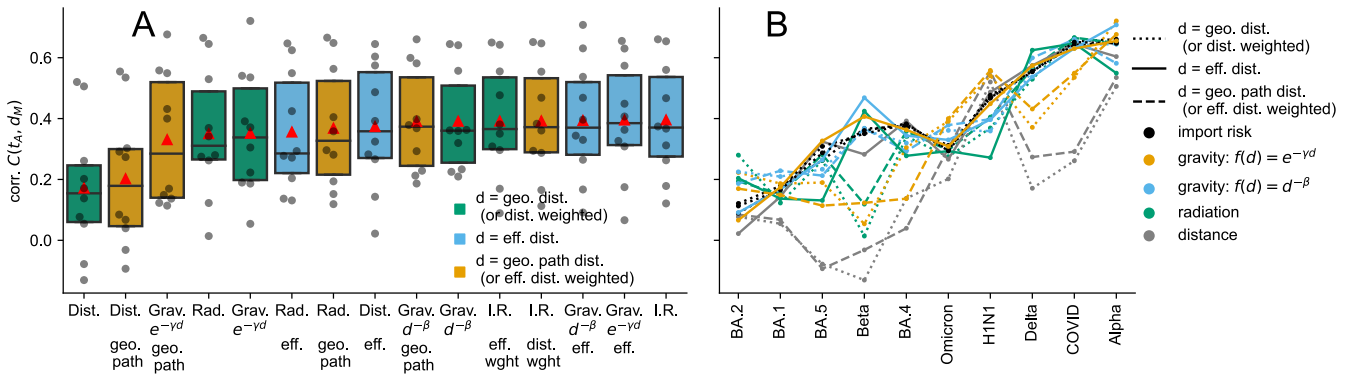 A
corr. C(t_A, d_M)
0.6
0.4
0.2
0.0
d = geo. dist.
(or dist. weighted)
d = eff. dist.
d = geo. path dist.
(or eff. dist. weighted)
Dist.
Dist.
geo.
path
Grav.
e^{-γd}
geo.
path
Rad.
Grav.
e^{-γd}
Rad.
eff.
Rad.
geo.
path
Dist.
eff.
Grav.
d^{-β}
geo.
path
Grav.
d^{-β}
I.R.
eff.
wght
I.R.
dist.
wght
Grav.
d^{-β}
eff.
Grav.
e^{-γd}
eff.
I.R.
B
BA.2
BA.1
BA.5
Beta
BA.4
Omicron
H1N1
Delta
COVID
Alpha
d = geo. dist.
(or dist. weighted)
d = eff. dist.
d = geo. path dist.
(or eff. dist. weighted)
import risk
gravity: f(d) = e^{-γd}
gravity: f(d) = d^{-β}
radiation
distance